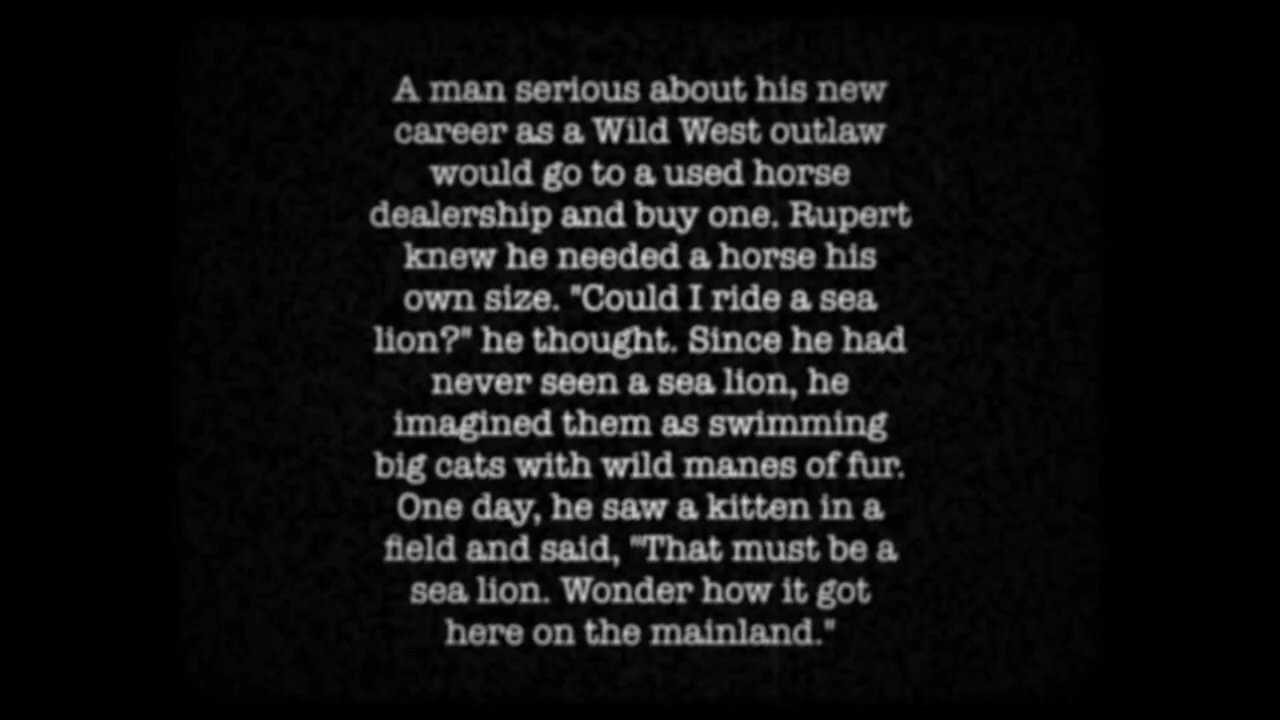 A man serious about his new
career as a Wild West outlaw
would go to a used horse
dealership and buy one. Rupert
knew he needed a horse his
own size. "Could I ride a sea
lion?" he thought. Since he had
never seen a sea lion, he
imagined them as swimming
big cats with wild manes of fur.
One day, he saw a kitten in a
field and said, "That must be a
sea lion. Wonder how it got
here on the mainland."